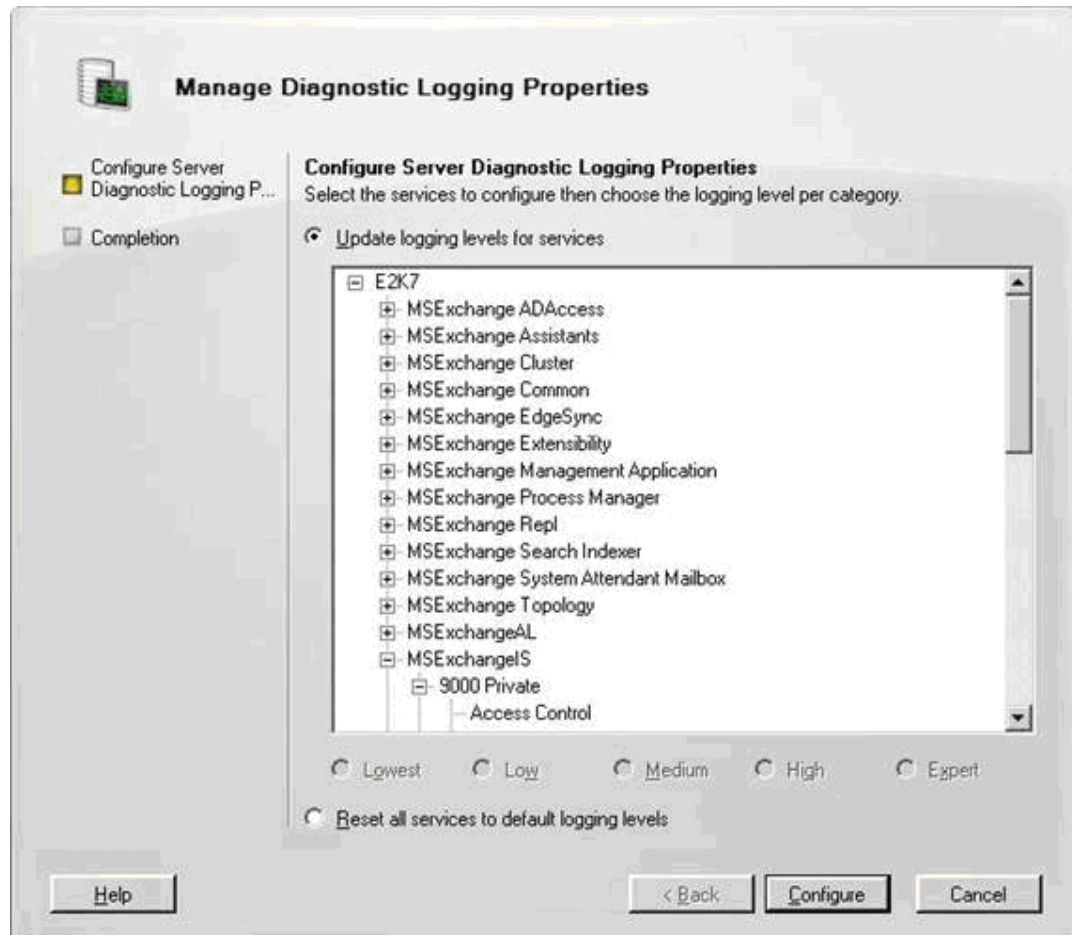 Manage Diagnostic Logging Properties
Configure Server
Diagnostic Logging P...
Completion
Configure Server Diagnostic Logging Properties
Select the services to configure then choose the logging level per category.
Update logging levels for services
E2K7
MSExchange ADAccess
MSExchange Assistants
MSExchange Cluster
MSExchange Common
MSExchange EdgeSync
MSExchange Extensibility
MSExchange Management Application
MSExchange Process Manager
MSExchange Repl
MSExchange Search Indexer
MSExchange System Attendant Mailbox
MSExchange Topology
MSExchangeAL
MSExchangeIS
9000 Private
Access Control
Lowest Low Medium High Expert
Reset all services to default logging levels
Help < Back Configure Cancel